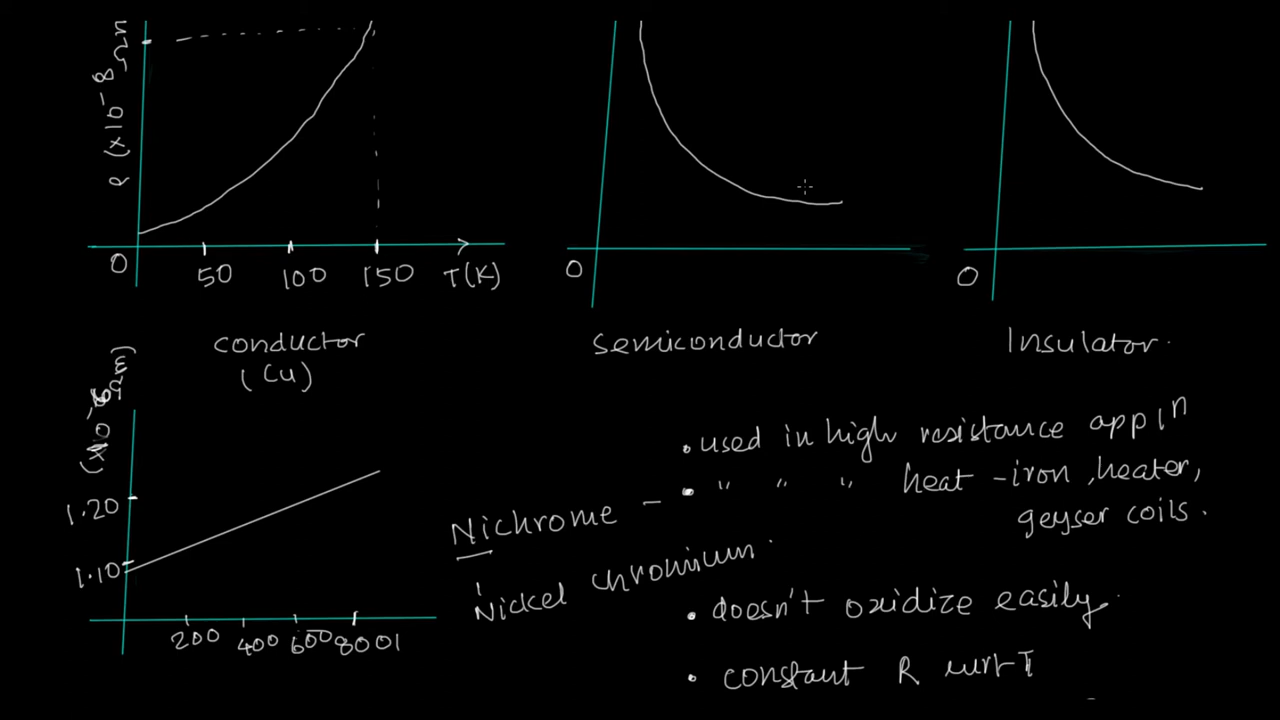 ρ (×10⁻⁸ Ωm
0
50
100
150
T(K)
conductor
(Cu)
0
semiconductor
0
Insulator.
(×10⁻⁸Ωm)
1.20
1.10
200
400
600
800
Nichrome –
Nickel chromium.
• used in high resistance applⁿ
• " " " heat - iron, heater,
geyser coils.
• doesn't oxidize easily.
• constant R wrt T